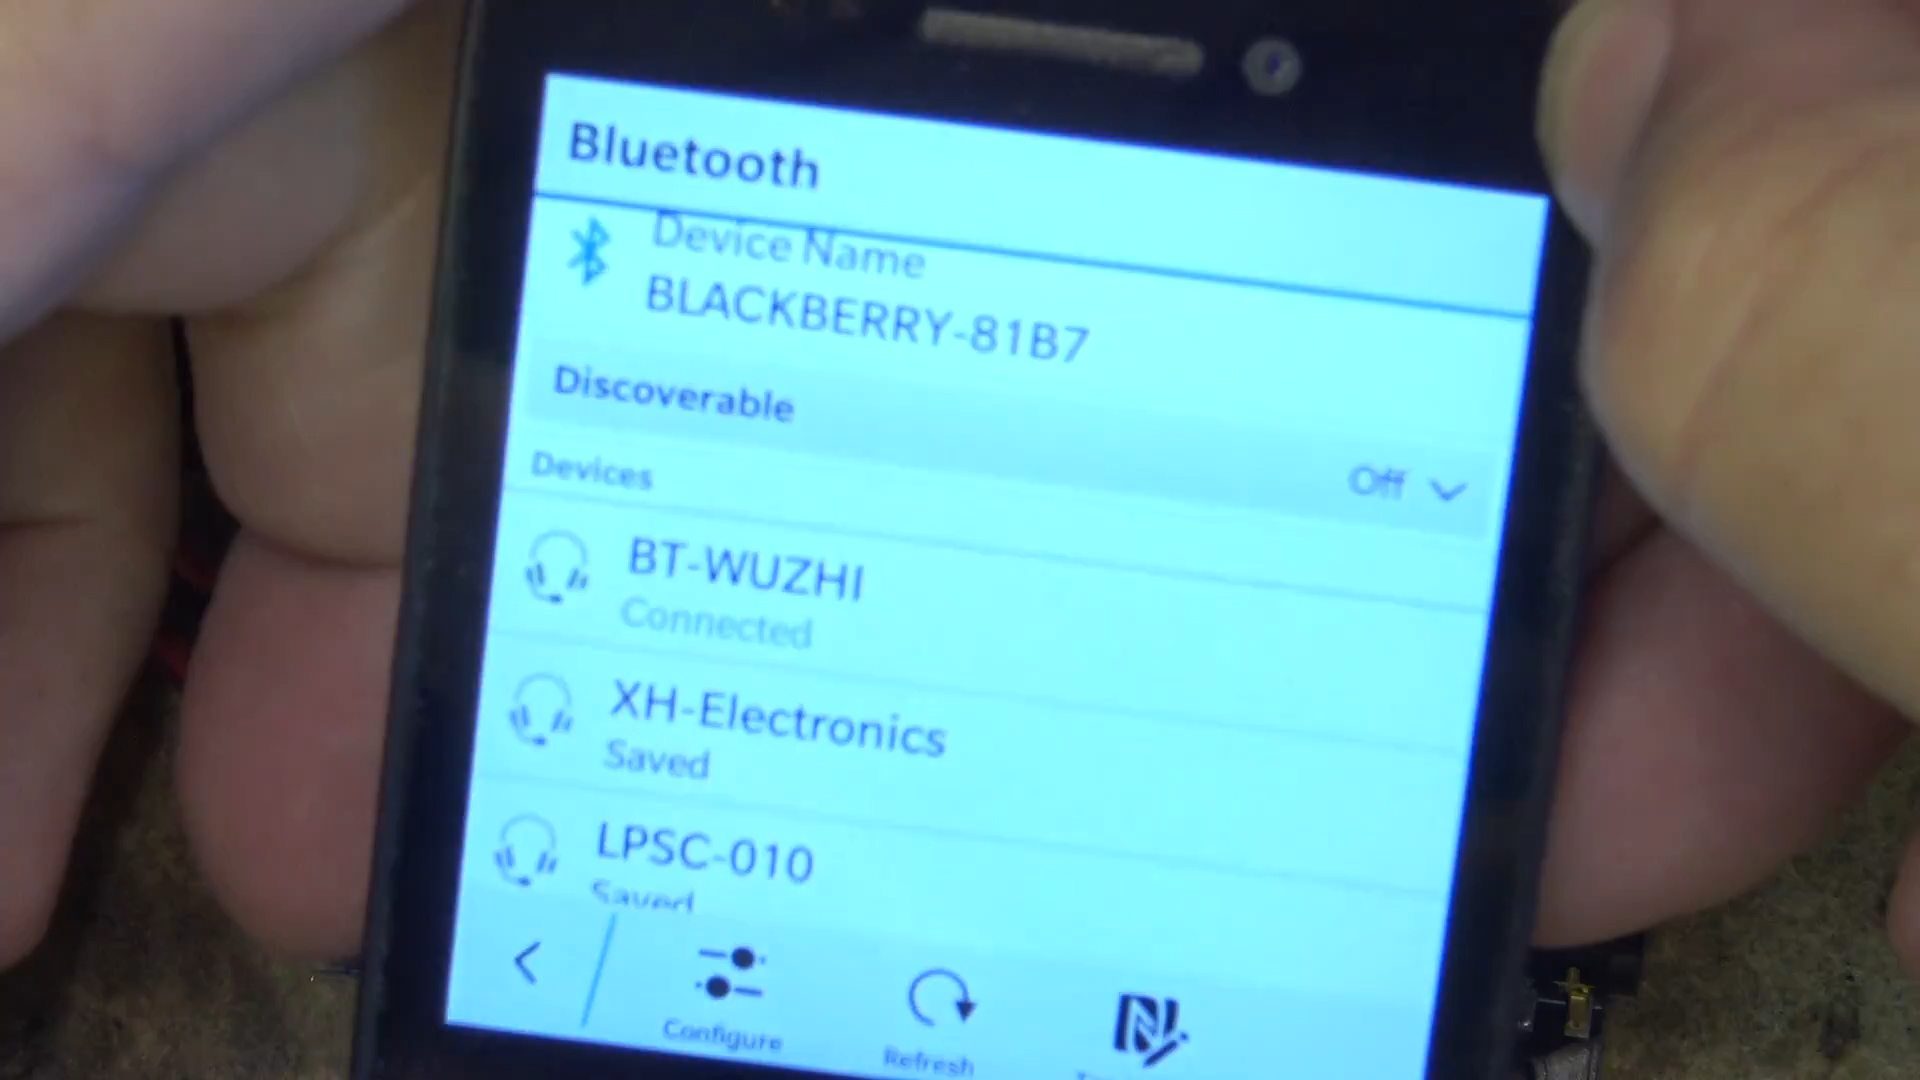 Bluetooth
Device Name
BLACKBERRY-81B7
Discoverable
Off
Devices
BT-WUZHI
Connected
XH-Electronics
Saved
LPSC-010
Saved
Configure
Refresh